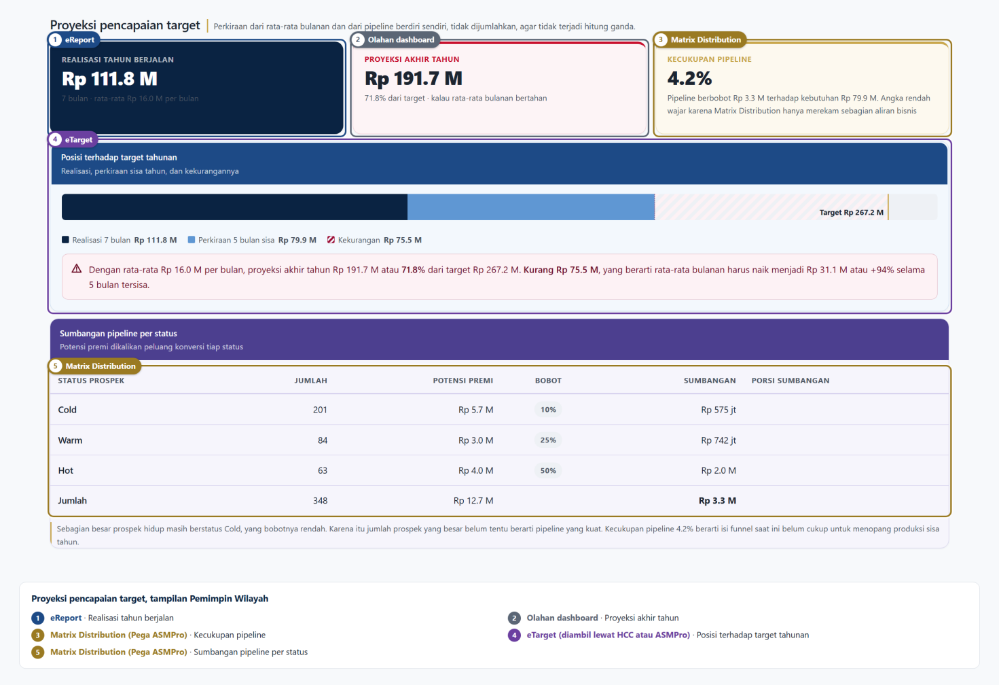 Proyeksi pencapaian target
Perkiraan dari rata-rata bulanan dan dari pipeline berdiri sendiri, tidak dijumlahkan, agar tidak terjadi hitung ganda.
1 eReport
REALISASI TAHUN BERJALAN
Rp 111.8 M
7 bulan · rata-rata Rp 16.0 M per bulan
2 Olahan dashboard
PROYEKSI AKHIR TAHUN
Rp 191.7 M
71.8% dari target · kalau rata-rata bulanan bertahan
3 Matrix Distribution
KECUKUPAN PIPELINE
4.2%
Pipeline berbobot Rp 3.3 M terhadap kebutuhan Rp 79.9 M. Angka rendah
wajar karena Matrix Distribution hanya merekam sebagian aliran bisnis
4 eTarget
Posisi terhadap target tahunan
Realisasi, perkiraan sisa tahun, dan kekurangannya
Target Rp 267.2 M
Realisasi 7 bulan Rp 111.8 M Perkiraan 5 bulan sisa Rp 79.9 M Kekurangan Rp 75.5 M
Dengan rata-rata Rp 16.0 M per bulan, proyeksi akhir tahun Rp 191.7 M atau 71.8% dari target Rp 267.2 M. Kurang Rp 75.5 M, yang berarti rata-rata bulanan harus naik menjadi Rp 31.1 M atau +94% selama
5 bulan tersisa.
Sumbangan pipeline per status
Potensi premi dikalikan peluang konversi tiap status
5 Matrix Distribution
STATUS PROSPEK JUMLAH POTENSI PREMI BOBOT SUMBANGAN PORSI SUMBANGAN
Cold 201 Rp 5.7 M 10% Rp 575 jt
Warm 84 Rp 3.0 M 25% Rp 742 jt
Hot 63 Rp 4.0 M 50% Rp 2.0 M
Jumlah 348 Rp 12.7 M Rp 3.3 M
Sebagian besar prospek hidup masih berstatus Cold, yang bobotnya rendah. Karena itu jumlah prospek yang besar belum tentu berarti pipeline yang kuat. Kecukupan pipeline 4.2% berarti isi funnel saat ini belum cukup untuk menopang produksi sisa
tahun.
Proyeksi pencapaian target, tampilan Pemimpin Wilayah
1 eReport · Realisasi tahun berjalan
2 Olahan dashboard · Proyeksi akhir tahun
3 Matrix Distribution (Pega ASMPro) · Kecukupan pipeline
4 eTarget (diambil lewat HCC atau ASMPro) · Posisi terhadap target tahunan
5 Matrix Distribution (Pega ASMPro) · Sumbangan pipeline per status